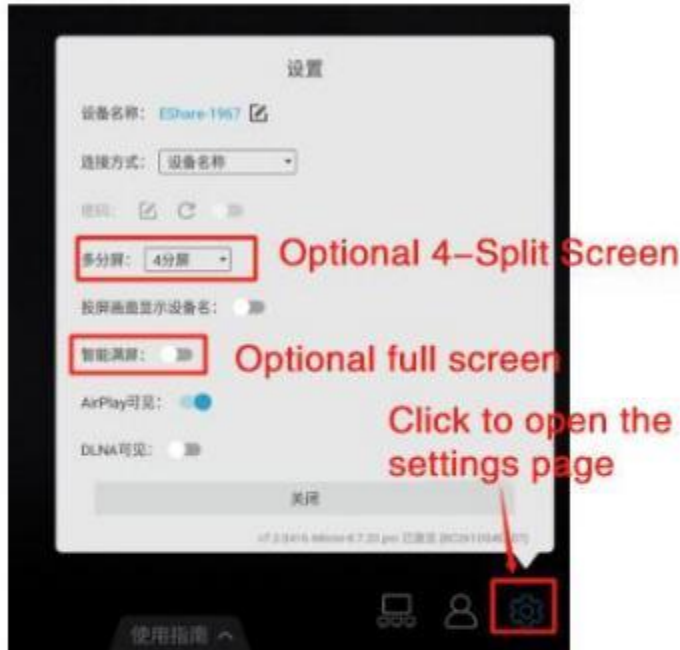 设置
设备名称： EShare-1967
连接方式： 设备名称
密码：
多分屏： 4分屏
Optional 4-Split Screen
投屏画面显示设备名：
智能满屏：
Optional full screen
AirPlay可见：
Click to open the
settings page
DLNA可见：
关闭
使用指南